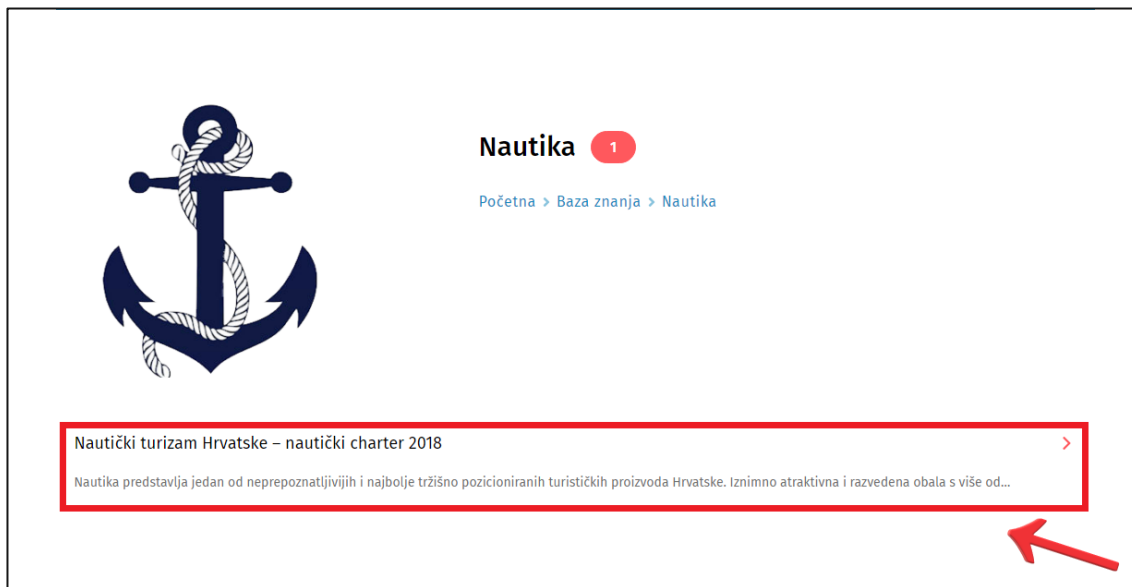 Nautika 1
Početna > Baza znanja > Nautika
Nautički turizam Hrvatske – nautički charter 2018
Nautika predstavlja jedan od neprepoznatljivijih i najbolje tržišno pozicioniranih turističkih proizvoda Hrvatske. Iznimno atraktivna i razvedena obala s više od...